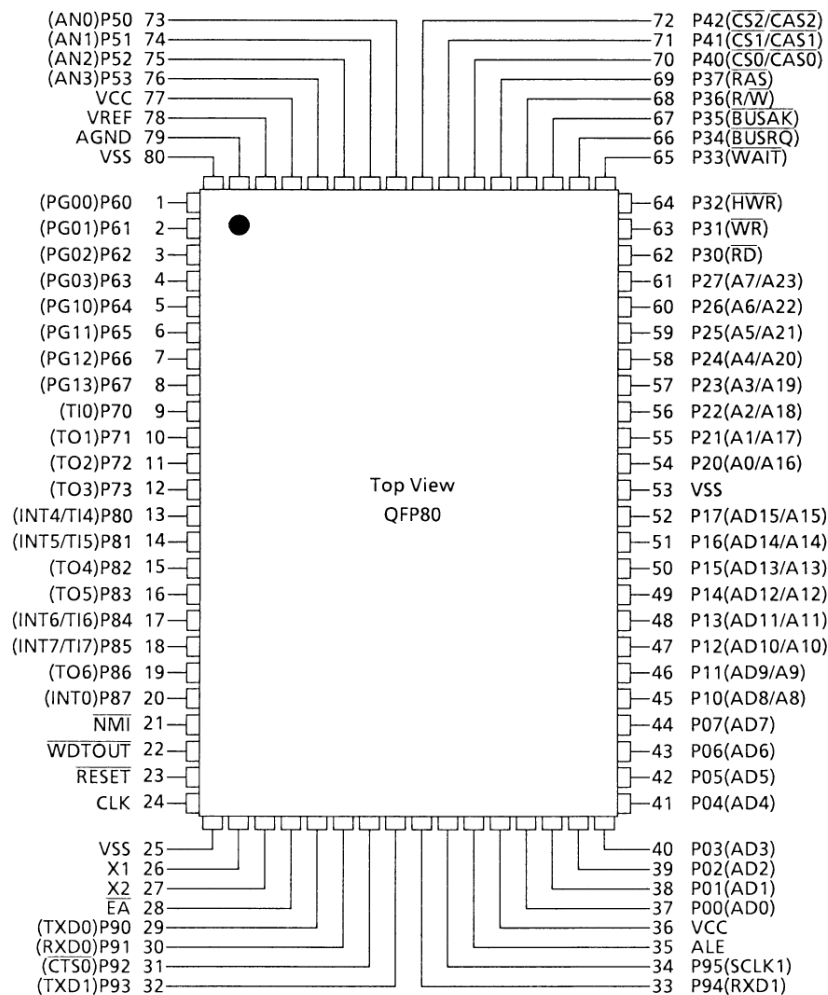 (AN0)P50 73
(AN1)P51 74
(AN2)P52 75
(AN3)P53 76
VCC 77
VREF 78
AGND 79
VSS 80
72 P42(CS2/CAS2)
71 P41(CS1/CAS1)
70 P40(CS0/CAS0)
69 P37(RAS)
68 P36(R/W)
67 P35(BUSAK)
66 P34(BUSRQ)
65 P33(WAIT)
(PG00)P60 1
(PG01)P61 2
(PG02)P62 3
(PG03)P63 4
(PG10)P64 5
(PG11)P65 6
(PG12)P66 7
(PG13)P67 8
(TI0)P70 9
(TO1)P71 10
(TO2)P72 11
(TO3)P73 12
(INT4/TI4)P80 13
(INT5/TI5)P81 14
(TO4)P82 15
(TO5)P83 16
(INT6/TI6)P84 17
(INT7/TI7)P85 18
(TO6)P86 19
(INT0)P87 20
NMI 21
WDTOUT 22
RESET 23
CLK 24
Top View
QFP80
64 P32(HWR)
63 P31(WR)
62 P30(RD)
61 P27(A7/A23)
60 P26(A6/A22)
59 P25(A5/A21)
58 P24(A4/A20)
57 P23(A3/A19)
56 P22(A2/A18)
55 P21(A1/A17)
54 P20(A0/A16)
53 VSS
52 P17(AD15/A15)
51 P16(AD14/A14)
50 P15(AD13/A13)
49 P14(AD12/A12)
48 P13(AD11/A11)
47 P12(AD10/A10)
46 P11(AD9/A9)
45 P10(AD8/A8)
44 P07(AD7)
43 P06(AD6)
42 P05(AD5)
41 P04(AD4)
VSS 25
X1 26
X2 27
EA 28
(TXD0)P90 29
(RXD0)P91 30
(CTS0)P92 31
(TXD1)P93 32
40 P03(AD3)
39 P02(AD2)
38 P01(AD1)
37 P00(AD0)
36 VCC
35 ALE
34 P95(SCLK1)
33 P94(RXD1)